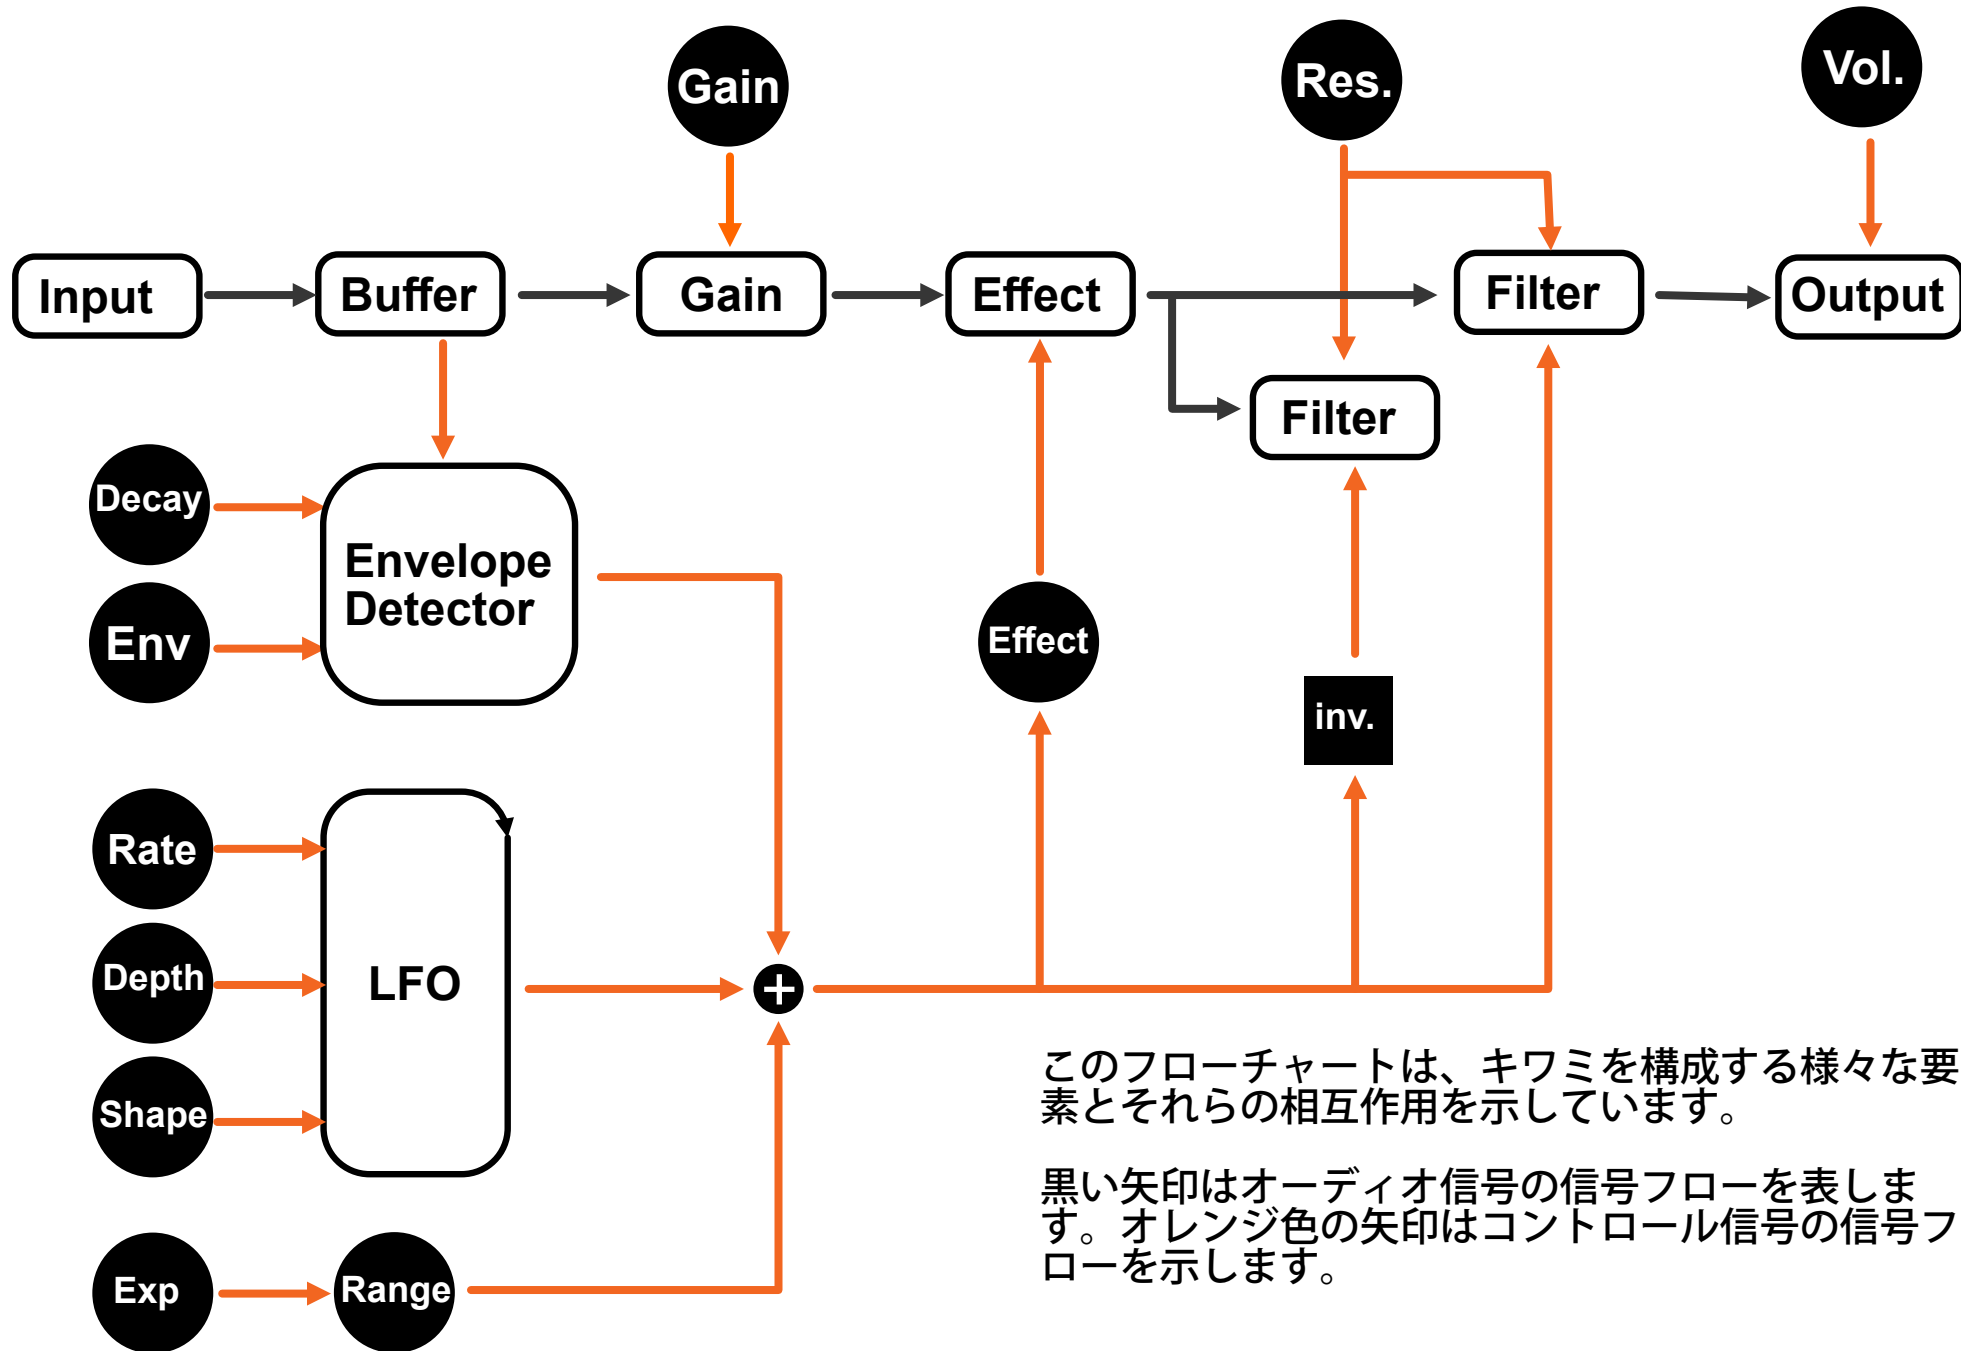 Gain
Res.
Vol.
Input
Buffer
Gain
Effect
Filter
Output
Filter
Decay
Envelope
Detector
Env
Effect
inv.
Rate
Depth
LFO
+
Shape
このフローチャートは、キワミを構成する様々な要
素とそれらの相互作用を示しています。
黒い矢印はオーディオ信号の信号フローを表しま
す。オレンジ色の矢印はコントロール信号の信号フ
ローを示します。
Exp
Range